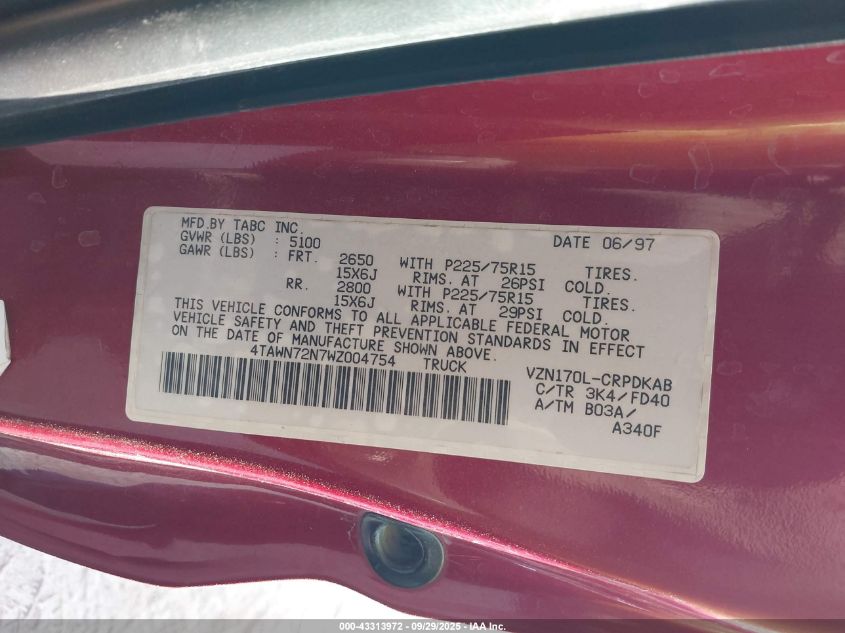 MFD.BY TABC INC.
DATE 06/97
GVWR (LBS) : 5100
GAWR (LBS) : FRT. 2650 WITH P225/75R15 TIRES.
15X6J RIMS. AT 26PSI COLD.
RR. 2800 WITH P225/75R15 TIRES.
15X6J RIMS. AT 29PSI COLD.
THIS VEHICLE CONFORMS TO ALL APPLICABLE FEDERAL MOTOR
VEHICLE SAFETY AND THEFT PREVENTION STANDARDS IN EFFECT
ON THE DATE OF MANUFACTURE SHOWN ABOVE.
4TAWN72N7WZ004754 TRUCK
VZN170L-CRPDKAB
C/TR 3K4/FD40
A/TM B03A/
A340F
000-43313972 - 09/29/2025 - IAA Inc.